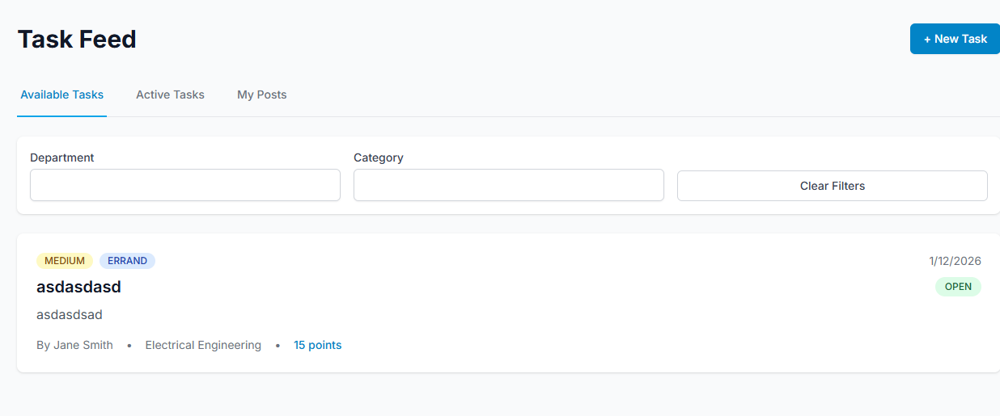 Task Feed
+ New Task
Available Tasks Active Tasks My Posts
Department Category
Clear Filters
MEDIUM ERRAND 1/12/2026
asdasdasd OPEN
asdasdsad
By Jane Smith • Electrical Engineering • 15 points